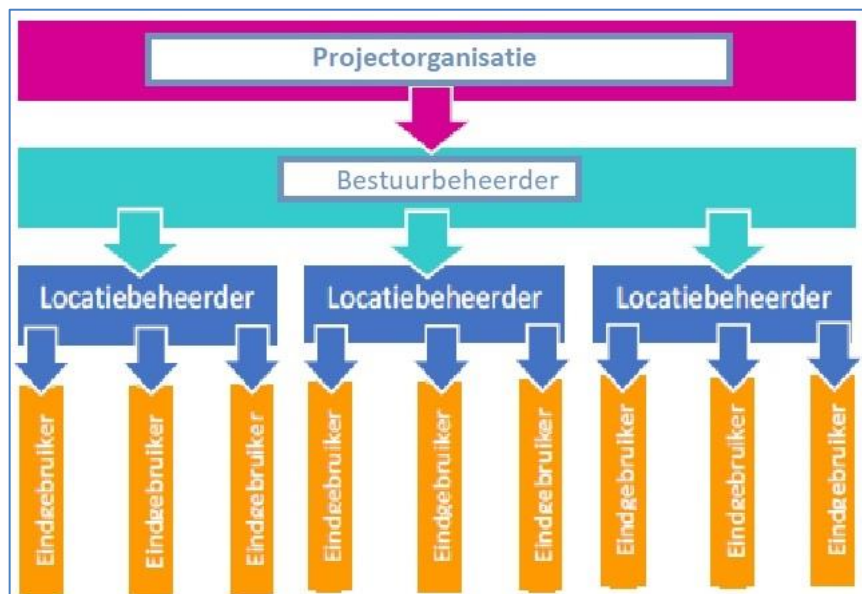 Projectorganisatie
Bestuurbeheerder
Locatiebeheerder
Locatiebeheerder
Locatiebeheerder
Eindgebruiker
Eindgebruiker
Eindgebruiker
Eindgebruiker
Eindgebruiker
Eindgebruiker
Eindgebruiker
Eindgebruiker
Eindgebruiker